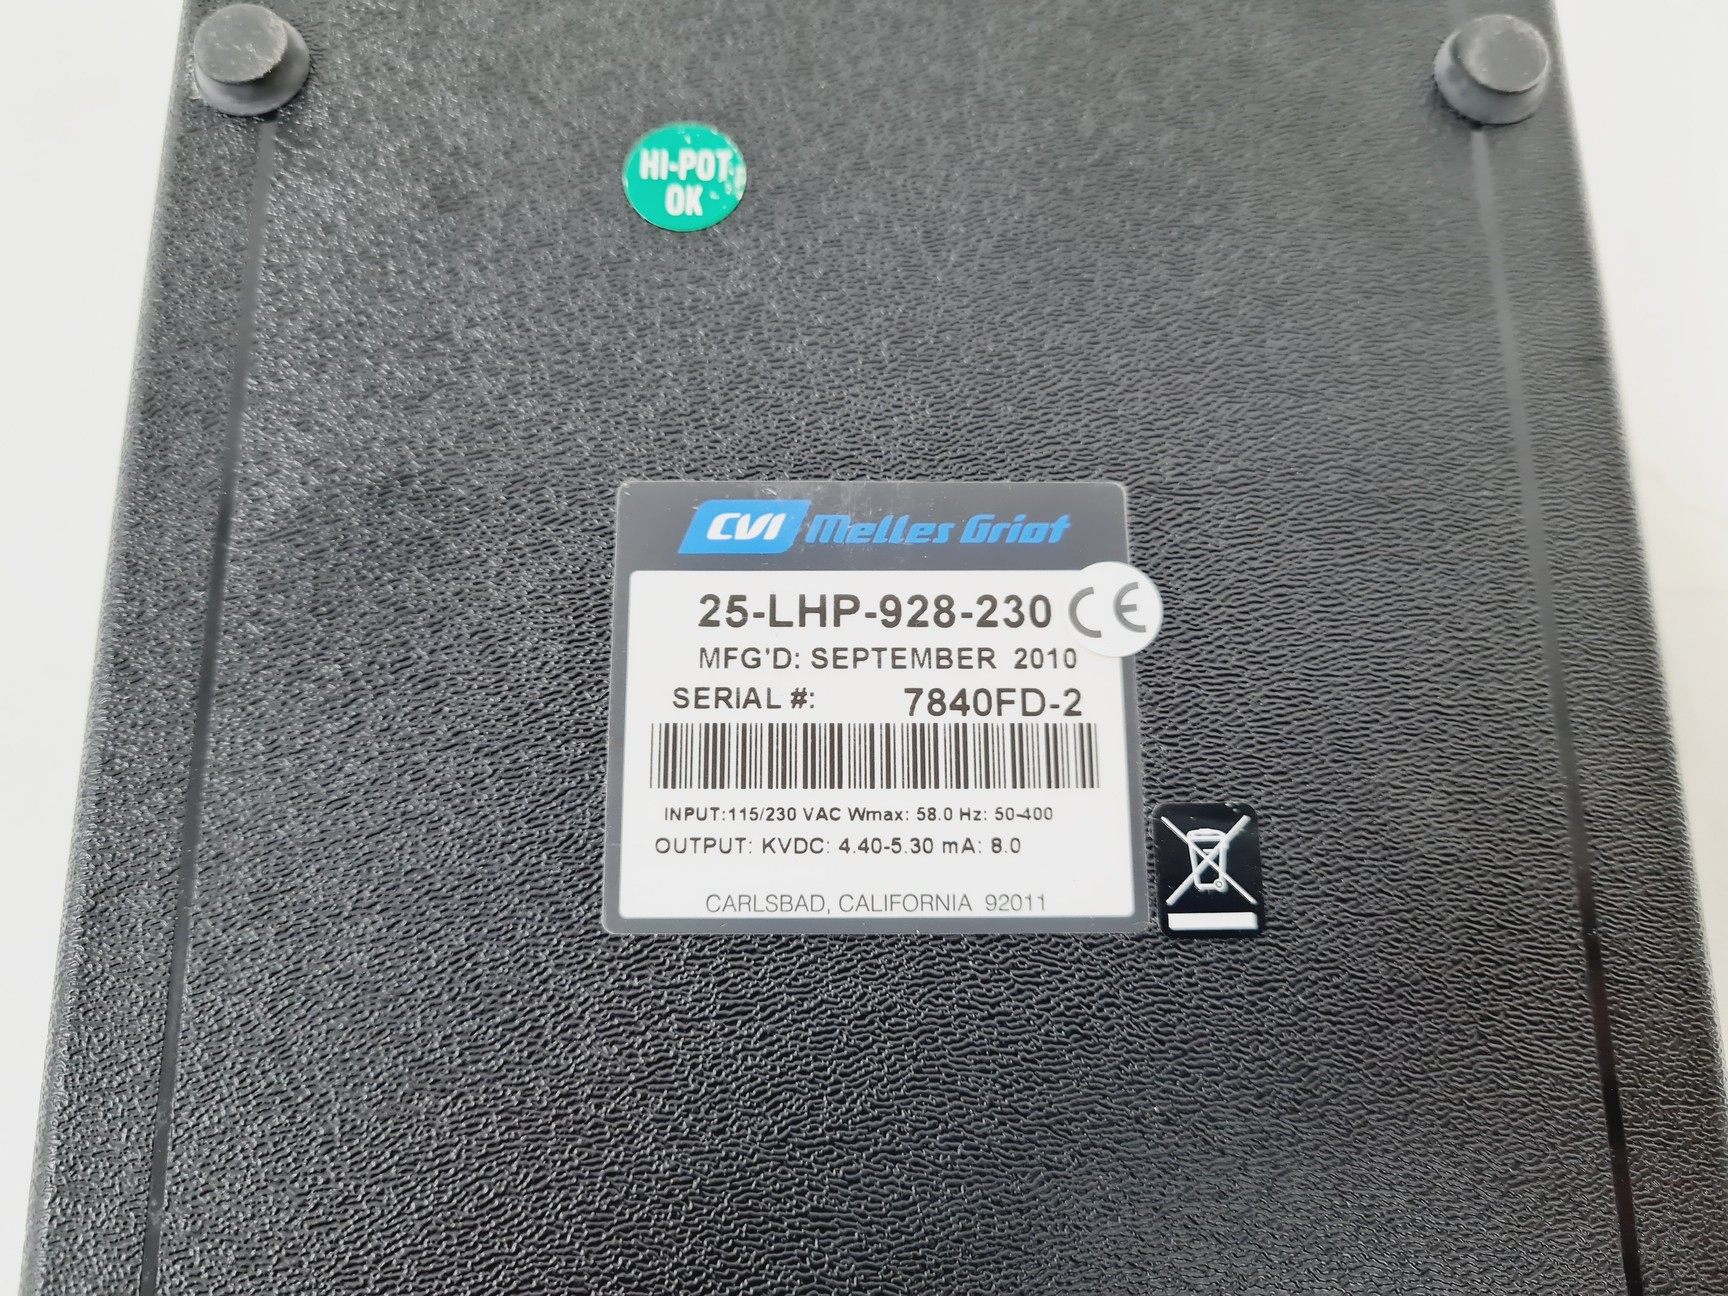 HI-POT
OK
CVI Melles Griot
25-LHP-928-230 CE
MFG'D: SEPTEMBER 2010
SERIAL #: 7840FD-2
INPUT:115/230 VAC Wmax: 58.0 Hz: 50-400
OUTPUT: KVDC: 4.40-5.30 mA: 8.0
CARLSBAD, CALIFORNIA 92011